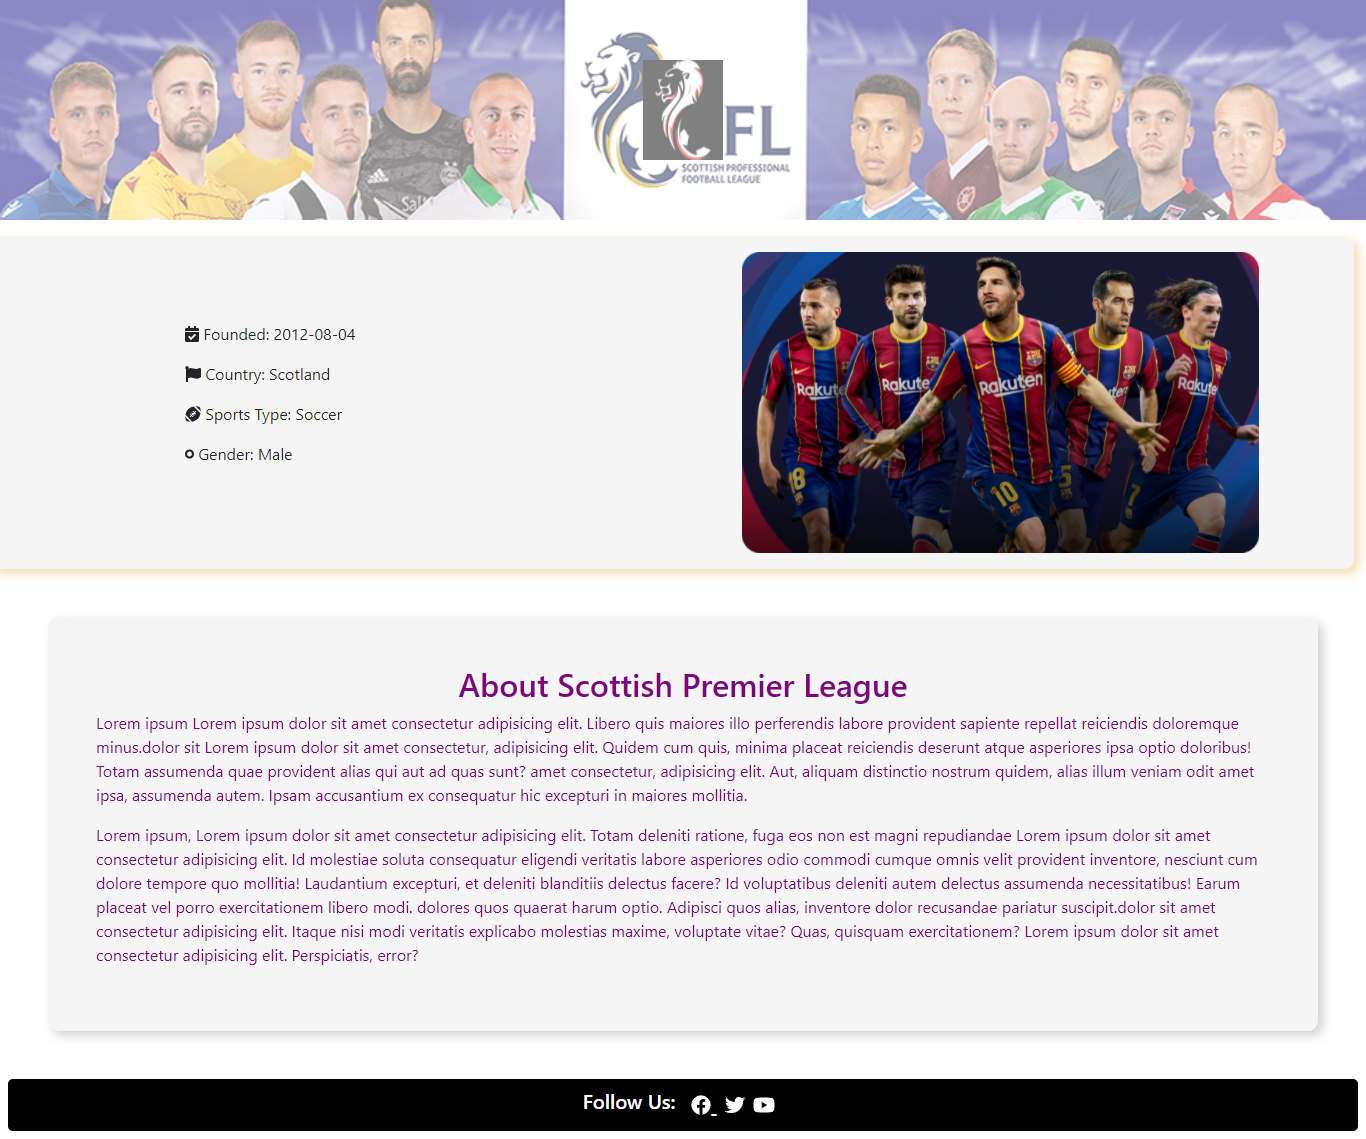 FL
SCOTTISH PROFESSIONAL
FOOTBALL LEAGUE
Founded: 2012-08-04
Country: Scotland
Sports Type: Soccer
Gender: Male
Rakuten
Rakuten
Rakuten
Rakuten
Rakuten
18
10
5
7
About Scottish Premier League
Lorem ipsum Lorem ipsum dolor sit amet consectetur adipisicing elit. Libero quis maiores illo perferendis labore provident sapiente repellat reiciendis doloremque
minus.dolor sit Lorem ipsum dolor sit amet consectetur, adipisicing elit. Quidem cum quis, minima placeat reiciendis deserunt atque asperiores ipsa optio doloribus!
Totam assumenda quae provident alias qui aut ad quas sunt? amet consectetur, adipisicing elit. Aut, aliquam distinctio nostrum quidem, alias illum veniam odit amet
ipsa, assumenda autem. Ipsam accusantium ex consequatur hic excepturi in maiores mollitia.
Lorem ipsum, Lorem ipsum dolor sit amet consectetur adipisicing elit. Totam deleniti ratione, fuga eos non est magni repudiandae Lorem ipsum dolor sit amet
consectetur adipisicing elit. Id molestiae soluta consequatur eligendi veritatis labore asperiores odio commodi cumque omnis velit provident inventore, nesciunt cum
dolore tempore quo mollitia! Laudantium excepturi, et deleniti blanditiis delectus facere? Id voluptatibus deleniti autem delectus assumenda necessitatibus! Earum
placeat vel porro exercitationem libero modi. dolores quos quaerat harum optio. Adipisci quos alias, inventore dolor recusandae pariatur suscipit.dolor sit amet
consectetur adipisicing elit. Itaque nisi modi veritatis explicabo molestias maxime, voluptate vitae? Quas, quisquam exercitationem? Lorem ipsum dolor sit amet
consectetur adipisicing elit. Perspiciatis, error?
Follow Us: